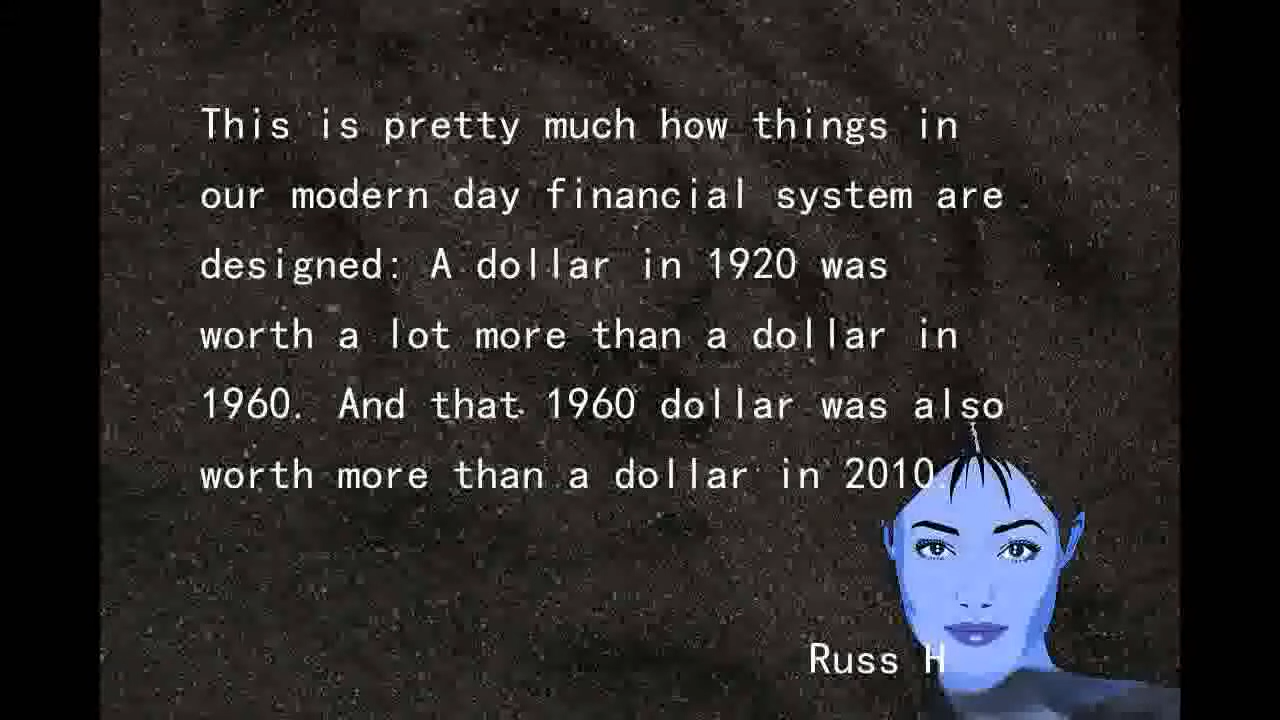 This is pretty much how things in
our modern day financial system are
designed: A dollar in 1920 was
worth a lot more than a dollar in
1960. And that 1960 dollar was also
worth more than a dollar in 2010.
Russ H